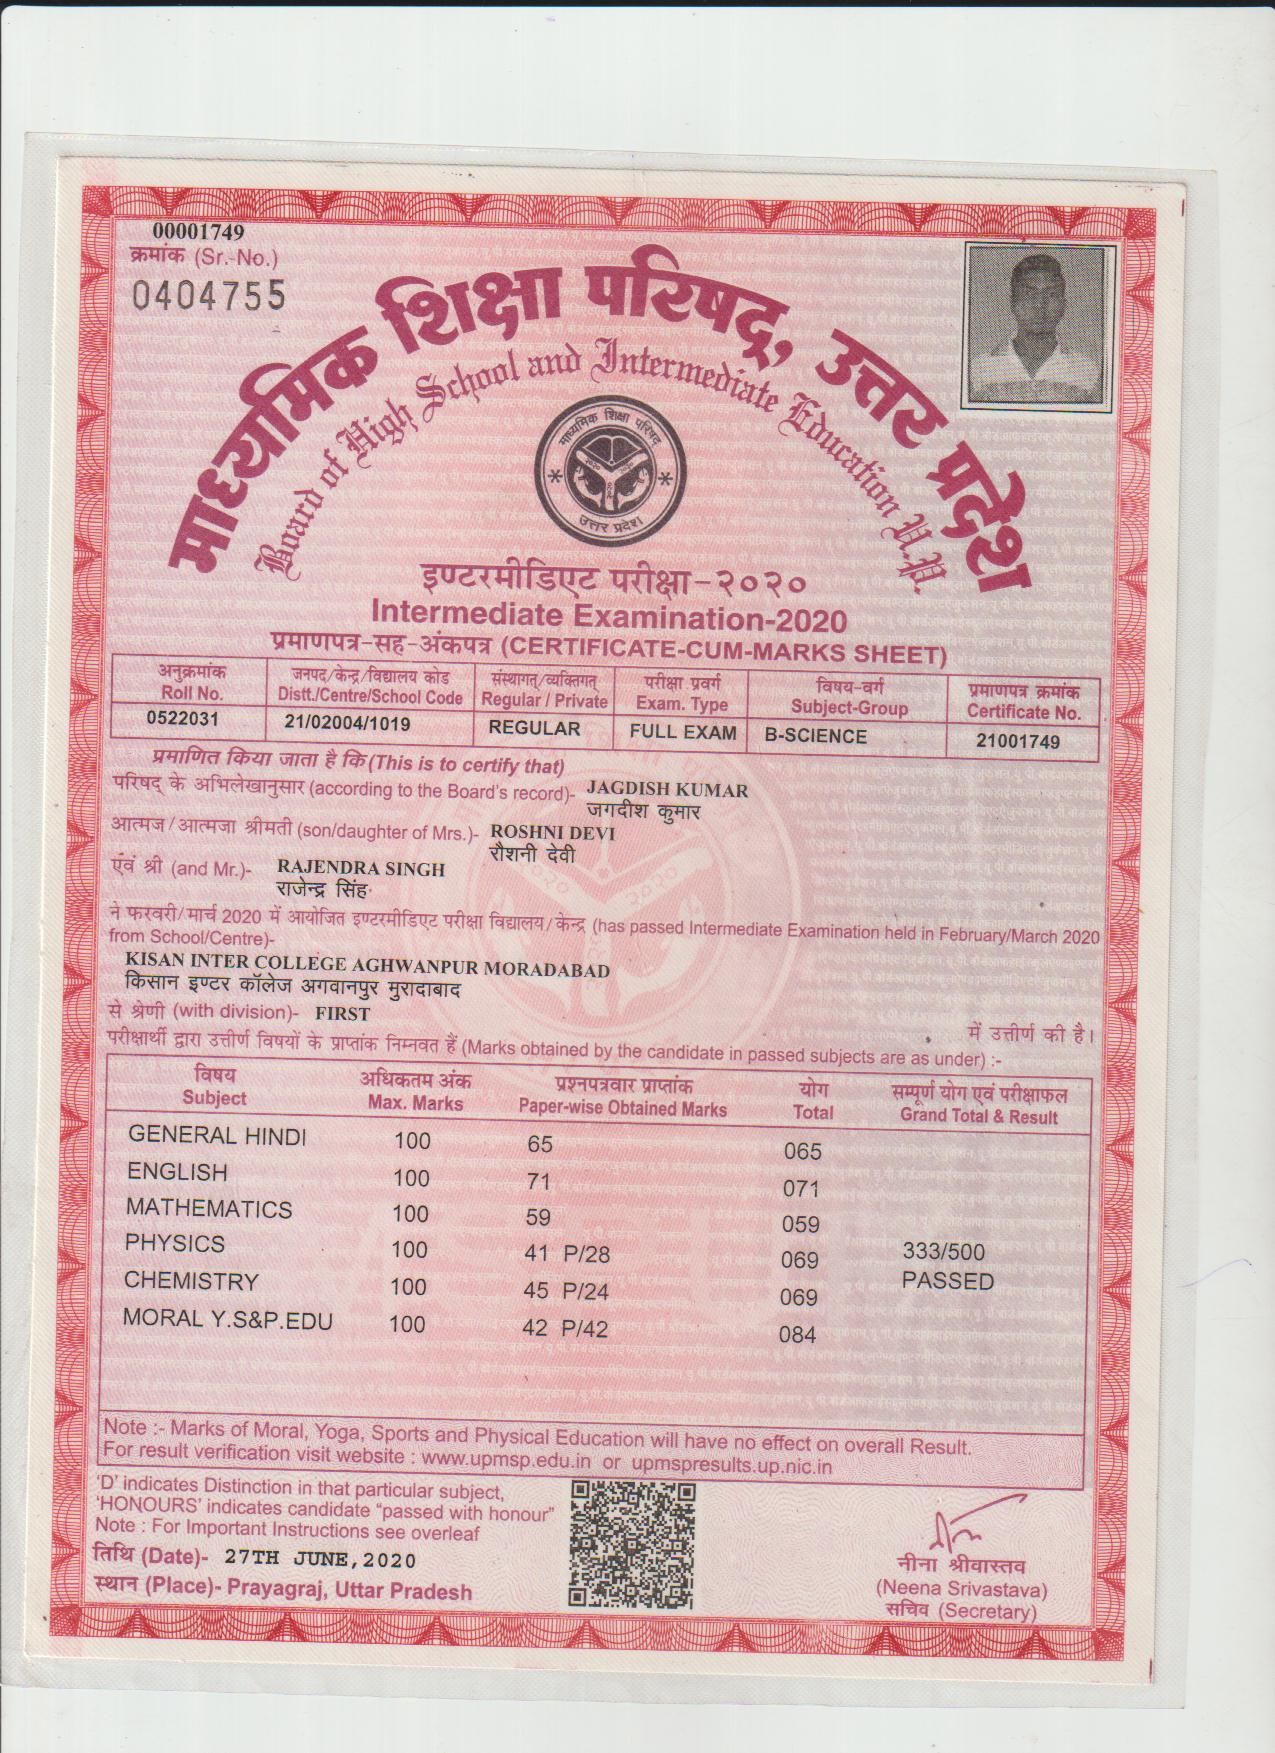 00001749
क्रमांक (Sr. No.)
0404755
माध्यमिक शिक्षा परिषद्, उत्तर प्रदेश
Board of High School and Intermediate Education U.P.
माध्यमिक शिक्षा परिषद्
उत्तर प्रदेश
इण्टरमीडिएट परीक्षा-२०२०
Intermediate Examination-2020
प्रमाणपत्र-सह-अंकपत्र (CERTIFICATE-CUM-MARKS SHEET)
अनुक्रमांक जनपद/केन्द्र/विद्यालय कोड संस्थागत्/व्यक्तिगत् परीक्षा प्रवर्ग विषय-वर्ग प्रमाणपत्र क्रमांक
Roll No. Distt./Centre/School Code Regular / Private Exam. Type Subject-Group Certificate No.
0522031 21/02004/1019 REGULAR FULL EXAM B-SCIENCE 21001749
प्रमाणित किया जाता है कि (This is to certify that)
परिषद् के अभिलेखानुसार (according to the Board's record)- JAGDISH KUMAR
जगदीश कुमार
आत्मज/आत्मजा श्रीमती (son/daughter of Mrs.)- ROSHNI DEVI
रौशनी देवी
एंव श्री (and Mr.)- RAJENDRA SINGH
राजेन्द्र सिंह
ने फरवरी/मार्च 2020 में आयोजित इण्टरमीडिएट परीक्षा विद्यालय/केन्द्र (has passed Intermediate Examination held in February/March 2020
from School/Centre)-
KISAN INTER COLLEGE AGHWANPUR MORADABAD
किसान इण्टर कॉलेज अगवानपुर मुरादाबाद
से श्रेणी (with division)- FIRST में उत्तीर्ण की है।
परीक्षार्थी द्वारा उत्तीर्ण विषयों के प्राप्तांक निम्नवत हैं (Marks obtained by the candidate in passed subjects are as under) :-
विषय अधिकतम अंक प्रश्नपत्रवार प्राप्तांक योग सम्पूर्ण योग एवं परीक्षाफल
Subject Max. Marks Paper-wise Obtained Marks Total Grand Total & Result
GENERAL HINDI 100 65 065
ENGLISH 100 71 071
MATHEMATICS 100 59 059
PHYSICS 100 41 P/28 069 333/500
CHEMISTRY 100 45 P/24 069 PASSED
MORAL Y.S&P.EDU 100 42 P/42 084
Note :- Marks of Moral, Yoga, Sports and Physical Education will have no effect on overall Result.
For result verification visit website : www.upmsp.edu.in or upmspresults.up.nic.in
'D' indicates Distinction in that particular subject,
'HONOURS' indicates candidate "passed with honour"
Note : For Important Instructions see overleaf
तिथि (Date)- 27TH JUNE,2020
स्थान (Place)- Prayagraj, Uttar Pradesh
नीना श्रीवास्तव
(Neena Srivastava)
सचिव (Secretary)